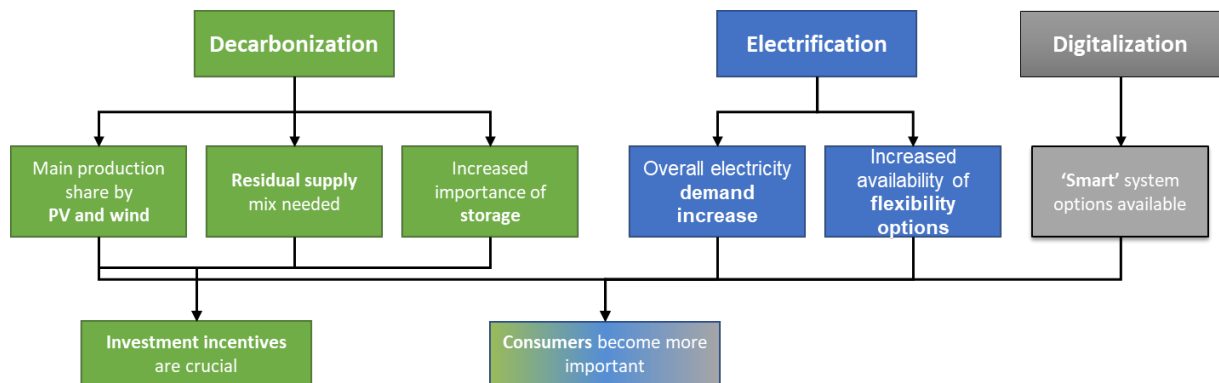 Decarbonization
Electrification
Digitalization
Main production
share by
PV and wind
Residual supply
mix needed
Increased
importance of
storage
Overall electricity
demand
increase
Increased
availability of
flexibility
options
‘Smart’ system
options available
Investment incentives
are crucial
Consumers become more
important